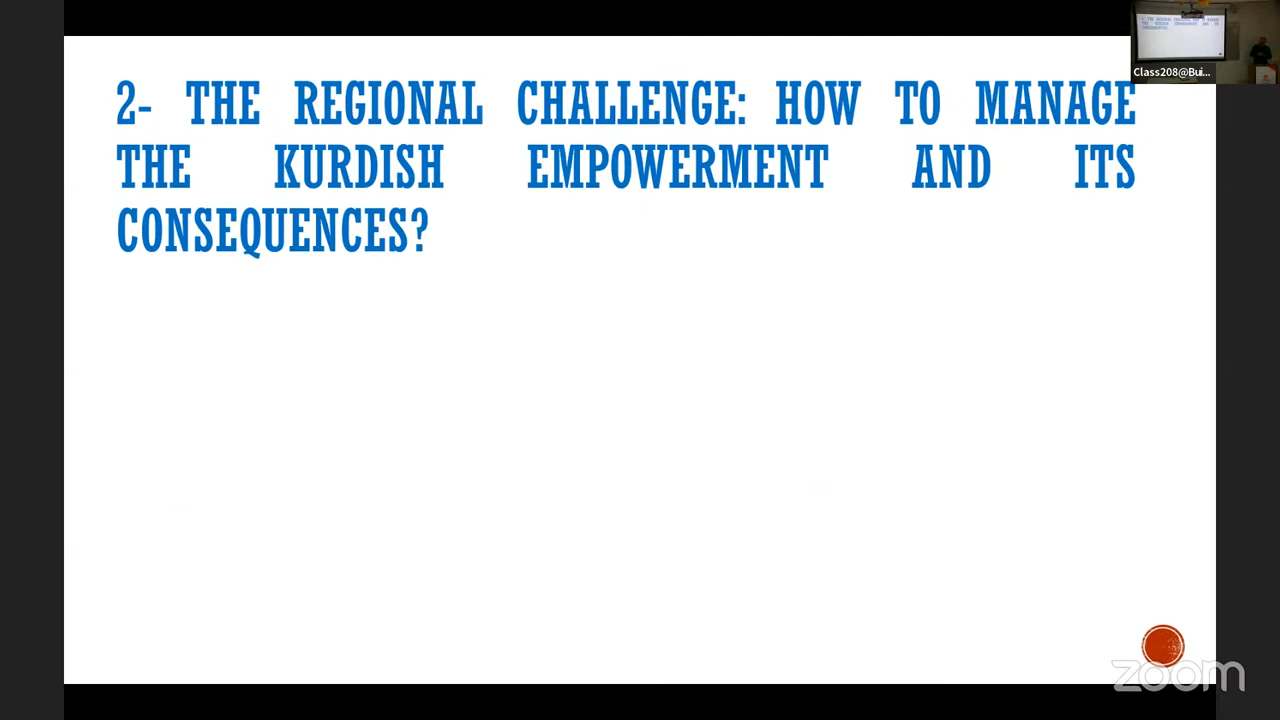 2- THE REGIONAL CHALLENGE: HOW TO MANAGE
THE KURDISH EMPOWERMENT AND ITS
CONSEQUENCES?
Class208@Bui...
zoom